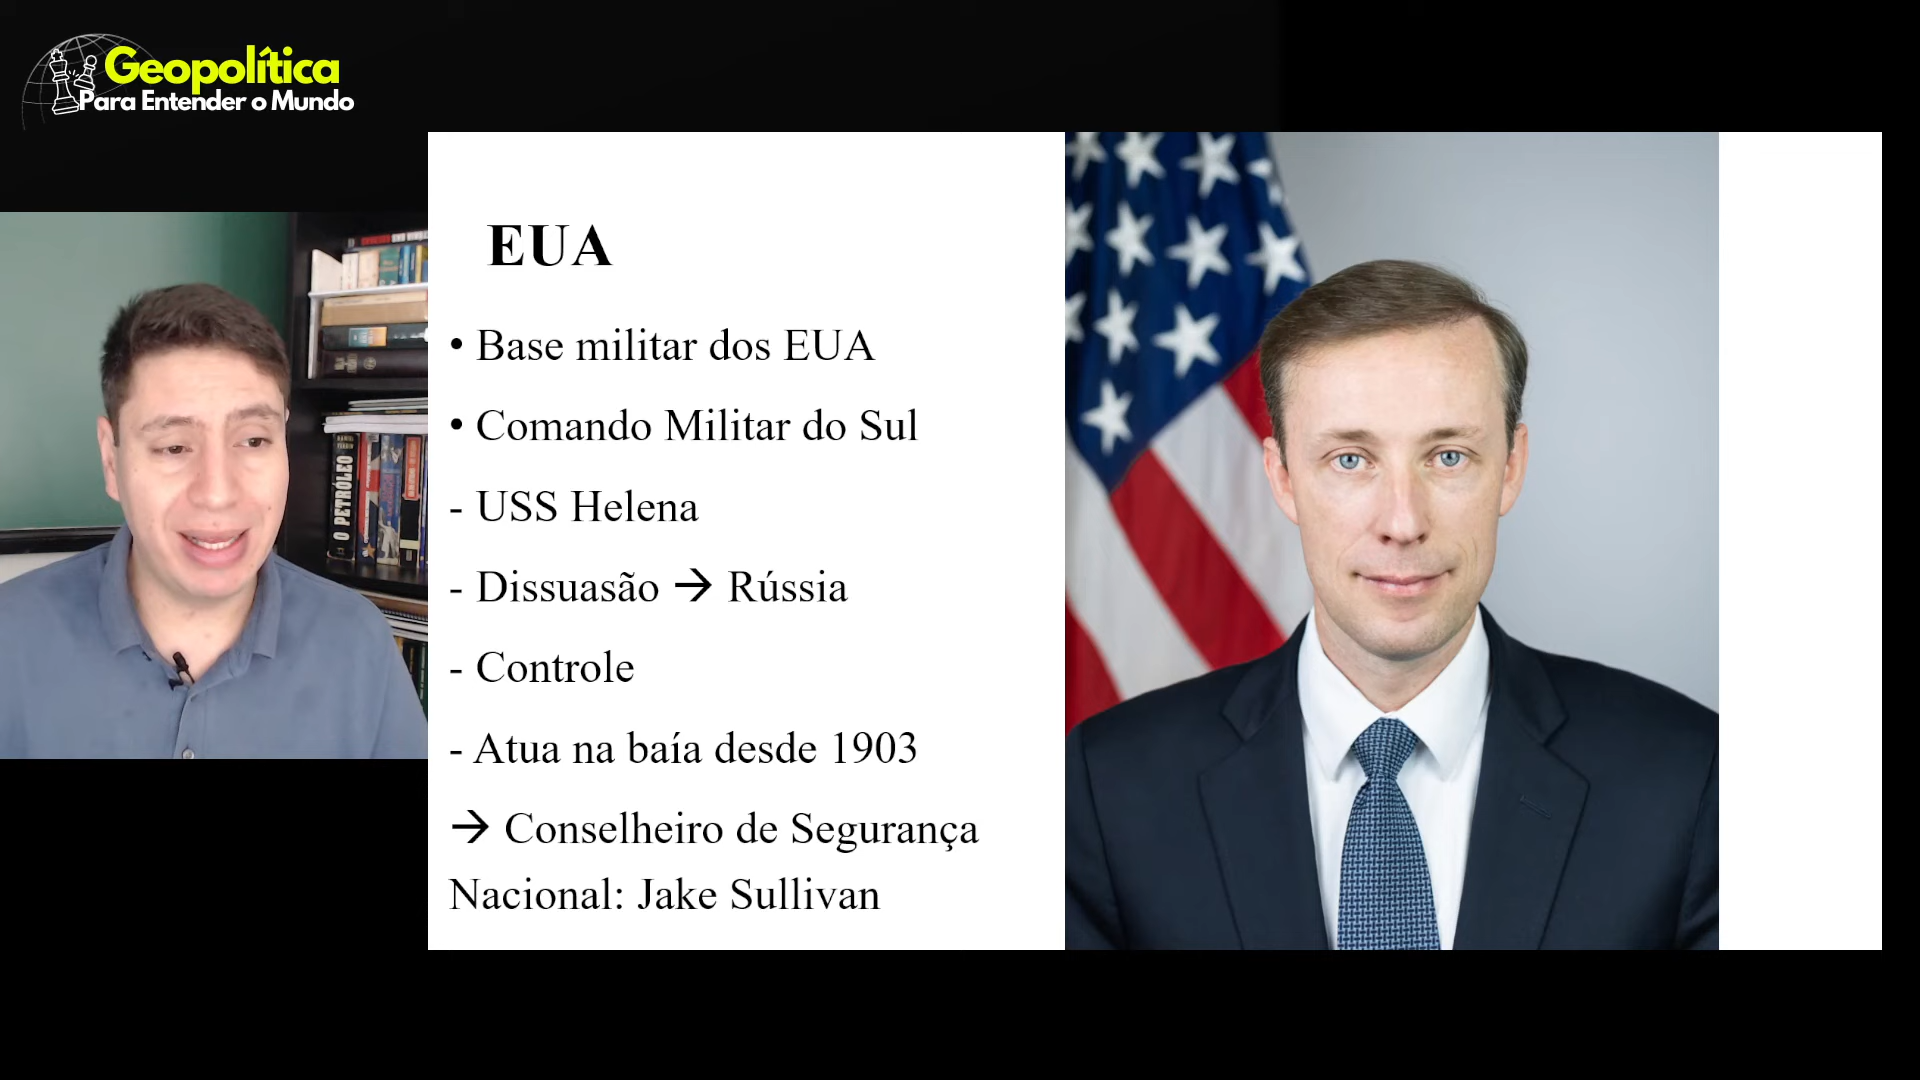 Geopolítica
Para Entender o Mundo
EUA
• Base militar dos EUA
• Comando Militar do Sul
- USS Helena
- Dissuasão → Rússia
- Controle
- Atua na baía desde 1903
→ Conselheiro de Segurança
Nacional: Jake Sullivan
O PETRÓLEO